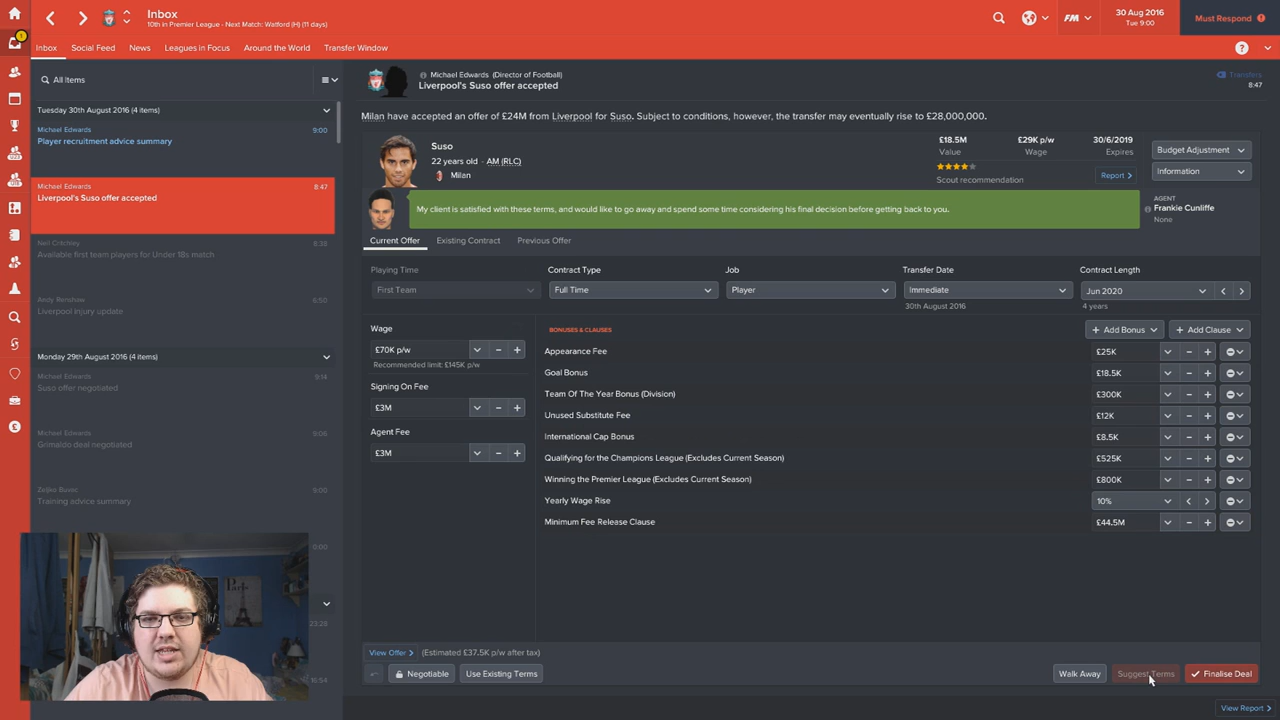 Inbox
10th in Premier League - Next Match: Watford (H) (11 days)
FM
30 Aug 2016
Tue 9:00
Must Respond
Inbox
Social Feed
News
Leagues in Focus
Around the World
Transfer Window
All Items
Tuesday 30th August 2016 (4 items)
Michael Edwards
9:00
Player recruitment advice summary
Michael Edwards
8:47
Liverpool's Suso offer accepted
Neil Critchley
8:38
Available first team players for Under 18s match
Andy Renshaw
6:50
Liverpool injury update
Monday 29th August 2016 (4 items)
Michael Edwards
9:14
Suso offer negotiated
Michael Edwards
9:06
Grimaldo deal negotiated
Zeljko Buvac
9:00
Training advice summary
0:00
23:28
16:54
Michael Edwards (Director of Football)
Liverpool's Suso offer accepted
Transfers
8:47
Milan have accepted an offer of £24M from Liverpool for Suso. Subject to conditions, however, the transfer may eventually rise to £28,000,000.
Suso
22 years old - AM (RLC)
Milan
£18.5M
Value
£29K p/w
Wage
30/6/2019
Expires
Scout recommendation
Report
Budget Adjustment
Information
My client is satisfied with these terms, and would like to go away and spend some time considering his final decision before getting back to you.
AGENT
Frankie Cunliffe
None
Current Offer
Existing Contract
Previous Offer
Playing Time
First Team
Contract Type
Full Time
Job
Player
Transfer Date
Immediate
30th August 2016
Contract Length
Jun 2020
4 years
Wage
£70K p/w
Recommended limit: £145K p/w
Signing On Fee
£3M
Agent Fee
£3M
BONUSES & CLAUSES
Add Bonus
Add Clause
Appearance Fee
£25K
Goal Bonus
£18.5K
Team Of The Year Bonus (Division)
£300K
Unused Substitute Fee
£12K
International Cap Bonus
£8.5K
Qualifying for the Champions League (Excludes Current Season)
£525K
Winning the Premier League (Excludes Current Season)
£800K
Yearly Wage Rise
10%
Minimum Fee Release Clause
£44.5M
View Offer > (Estimated £37.5K p/w after tax)
Negotiable
Use Existing Terms
Walk Away
Suggest Terms
Finalise Deal
View Report >